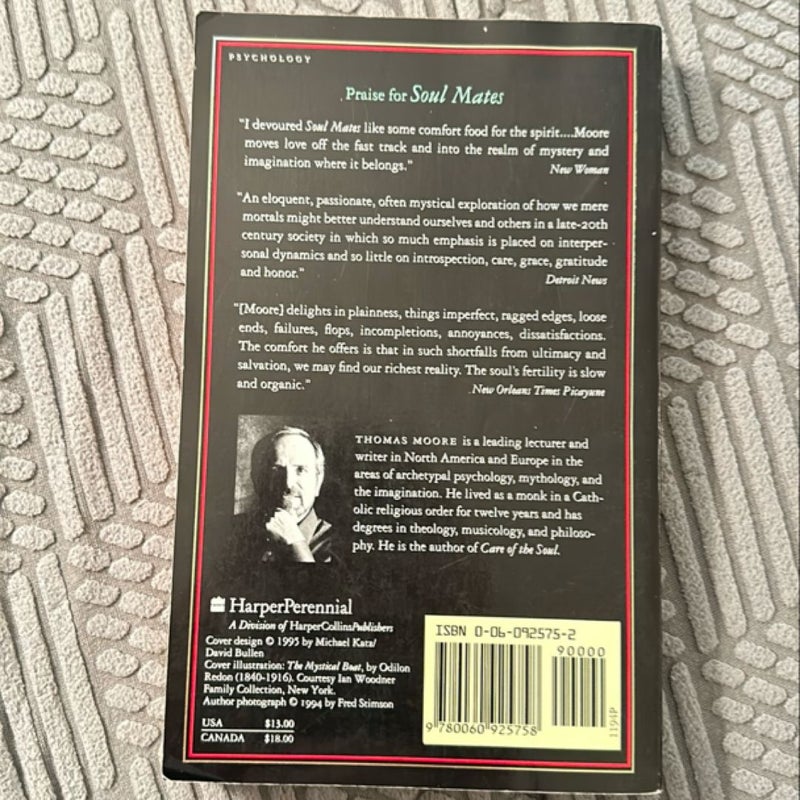 PSYCHOLOGY
Praise for Soul Mates
"I devoured Soul Mates like some comfort food for the spirit....Moore
moves love off the fast track and into the realm of mystery and
imagination where it belongs."
New Woman
"An eloquent, passionate, often mystical exploration of how we mere
mortals might better understand ourselves and others in a late-20th
century society in which so much emphasis is placed on interper-
sonal dynamics and so little on introspection, care, grace, gratitude
and honor."
Detroit News
"[Moore] delights in plainness, things imperfect, ragged edges, loose
ends, failures, flops, incompletions, annoyances, dissatisfactions.
The comfort he offers is that in such shortfalls from ultimacy and
salvation, we may find our richest reality. The soul's fertility is slow
and organic."
New Orleans Times Picayune
THOMAS MOORE is a leading lecturer and
writer in North America and Europe in the
areas of archetypal psychology, mythology, and
the imagination. He lived as a monk in a Cath-
olic religious order for twelve years and has
degrees in theology, musicology, and philoso-
phy. He is the author of Care of the Soul.
HarperPerennial
A Division of HarperCollinsPublishers
Cover design © 1995 by Michael Katz/
David Bullen
Cover illustration: The Mystical Boat, by Odilon
Redon (1840-1916). Courtesy Ian Woodner
Family Collection, New York.
Author photograph © 1994 by Fred Stimson
USA $13.00
CANADA $18.00
ISBN 0-06-092575-2
90000
9 780060 925758
1194P